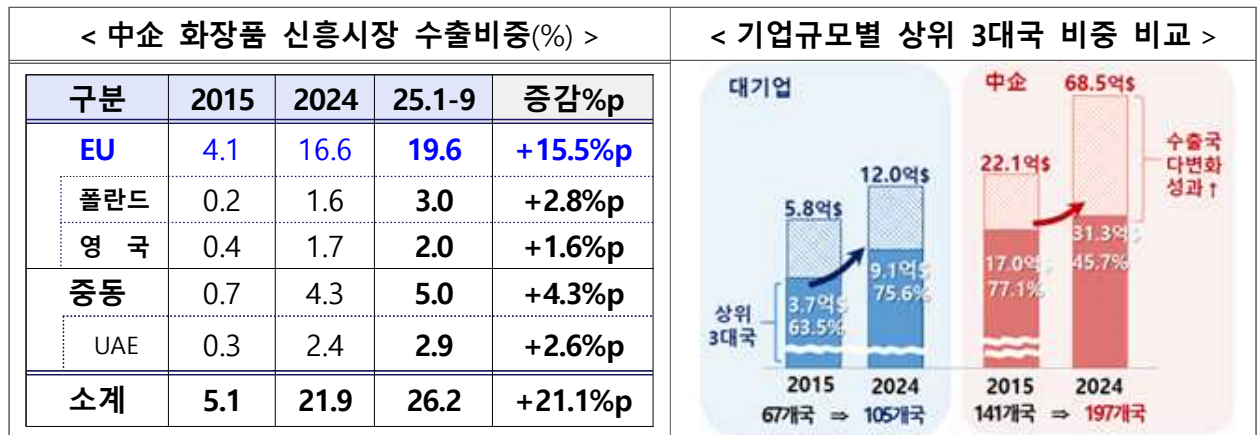 < 中企 화장품 신흥시장 수출비중(%) >
구분 2015 2024 25.1-9 증감%p
EU 4.1 16.6 19.6 +15.5%p
폴란드 0.2 1.6 3.0 +2.8%p
영 국 0.4 1.7 2.0 +1.6%p
중동 0.7 4.3 5.0 +4.3%p
UAE 0.3 2.4 2.9 +2.6%p
소계 5.1 21.9 26.2 +21.1%p
< 기업규모별 상위 3대국 비중 비교 >
대기업
5.8억$
12.0억$
3.7억$
63.5%
9.1억$
75.6%
상위
3대국
2015 2024
67개국 ⇒ 105개국
中企
22.1억$
68.5억$
17.0억$
77.1%
31.3억$
45.7%
수출국
다변화
성과↑
2015 2024
141개국 ⇒ 197개국